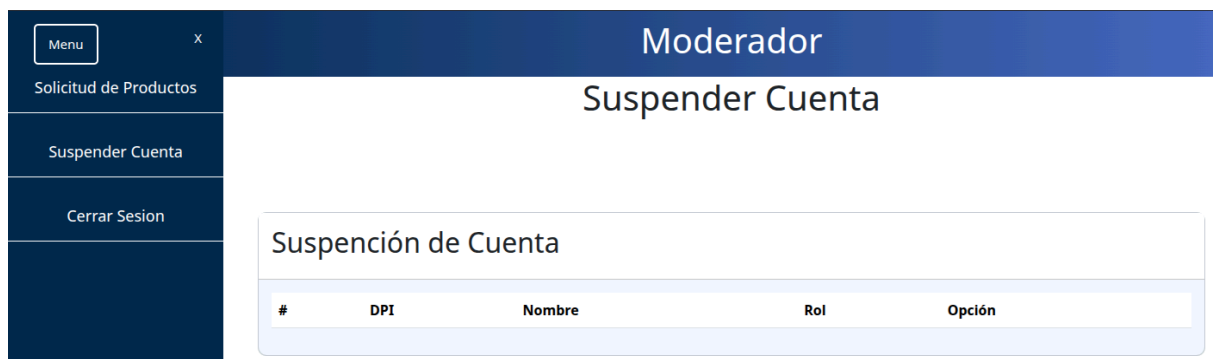 Menu
X
Solicitud de Productos
Suspender Cuenta
Cerrar Sesion
Moderador
Suspender Cuenta
Suspención de Cuenta
# DPI Nombre Rol Opción